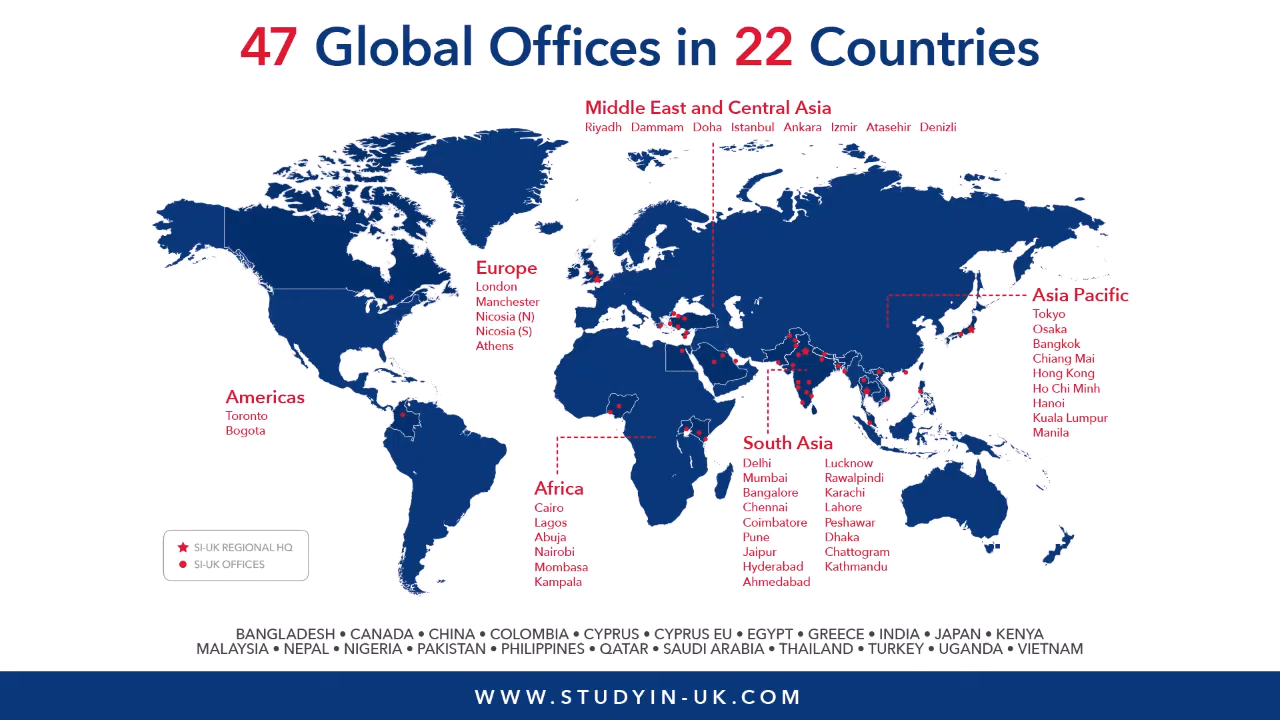 47 Global Offices in 22 Countries
Middle East and Central Asia
Riyadh Dammam Doha Istanbul Ankara Izmir Atasehir Denizli
Europe
London
Manchester
Nicosia (N)
Nicosia (S)
Athens
Asia Pacific
Tokyo
Osaka
Bangkok
Chiang Mai
Hong Kong
Ho Chi Minh
Hanoi
Kuala Lumpur
Manila
Americas
Toronto
Bogota
South Asia
Delhi
Mumbai
Bangalore
Chennai
Coimbatore
Pune
Jaipur
Hyderabad
Ahmedabad
Lucknow
Rawalpindi
Karachi
Lahore
Peshawar
Dhaka
Chattogram
Kathmandu
Africa
Cairo
Lagos
Abuja
Nairobi
Mombasa
Kampala
SI-UK REGIONAL HQ
SI-UK OFFICES
BANGLADESH • CANADA • CHINA • COLOMBIA • CYPRUS • CYPRUS EU • EGYPT • GREECE • INDIA • JAPAN • KENYA
MALAYSIA • NEPAL • NIGERIA • PAKISTAN • PHILIPPINES • QATAR • SAUDI ARABIA • THAILAND • TURKEY • UGANDA • VIETNAM
WWW.STUDYIN-UK.COM